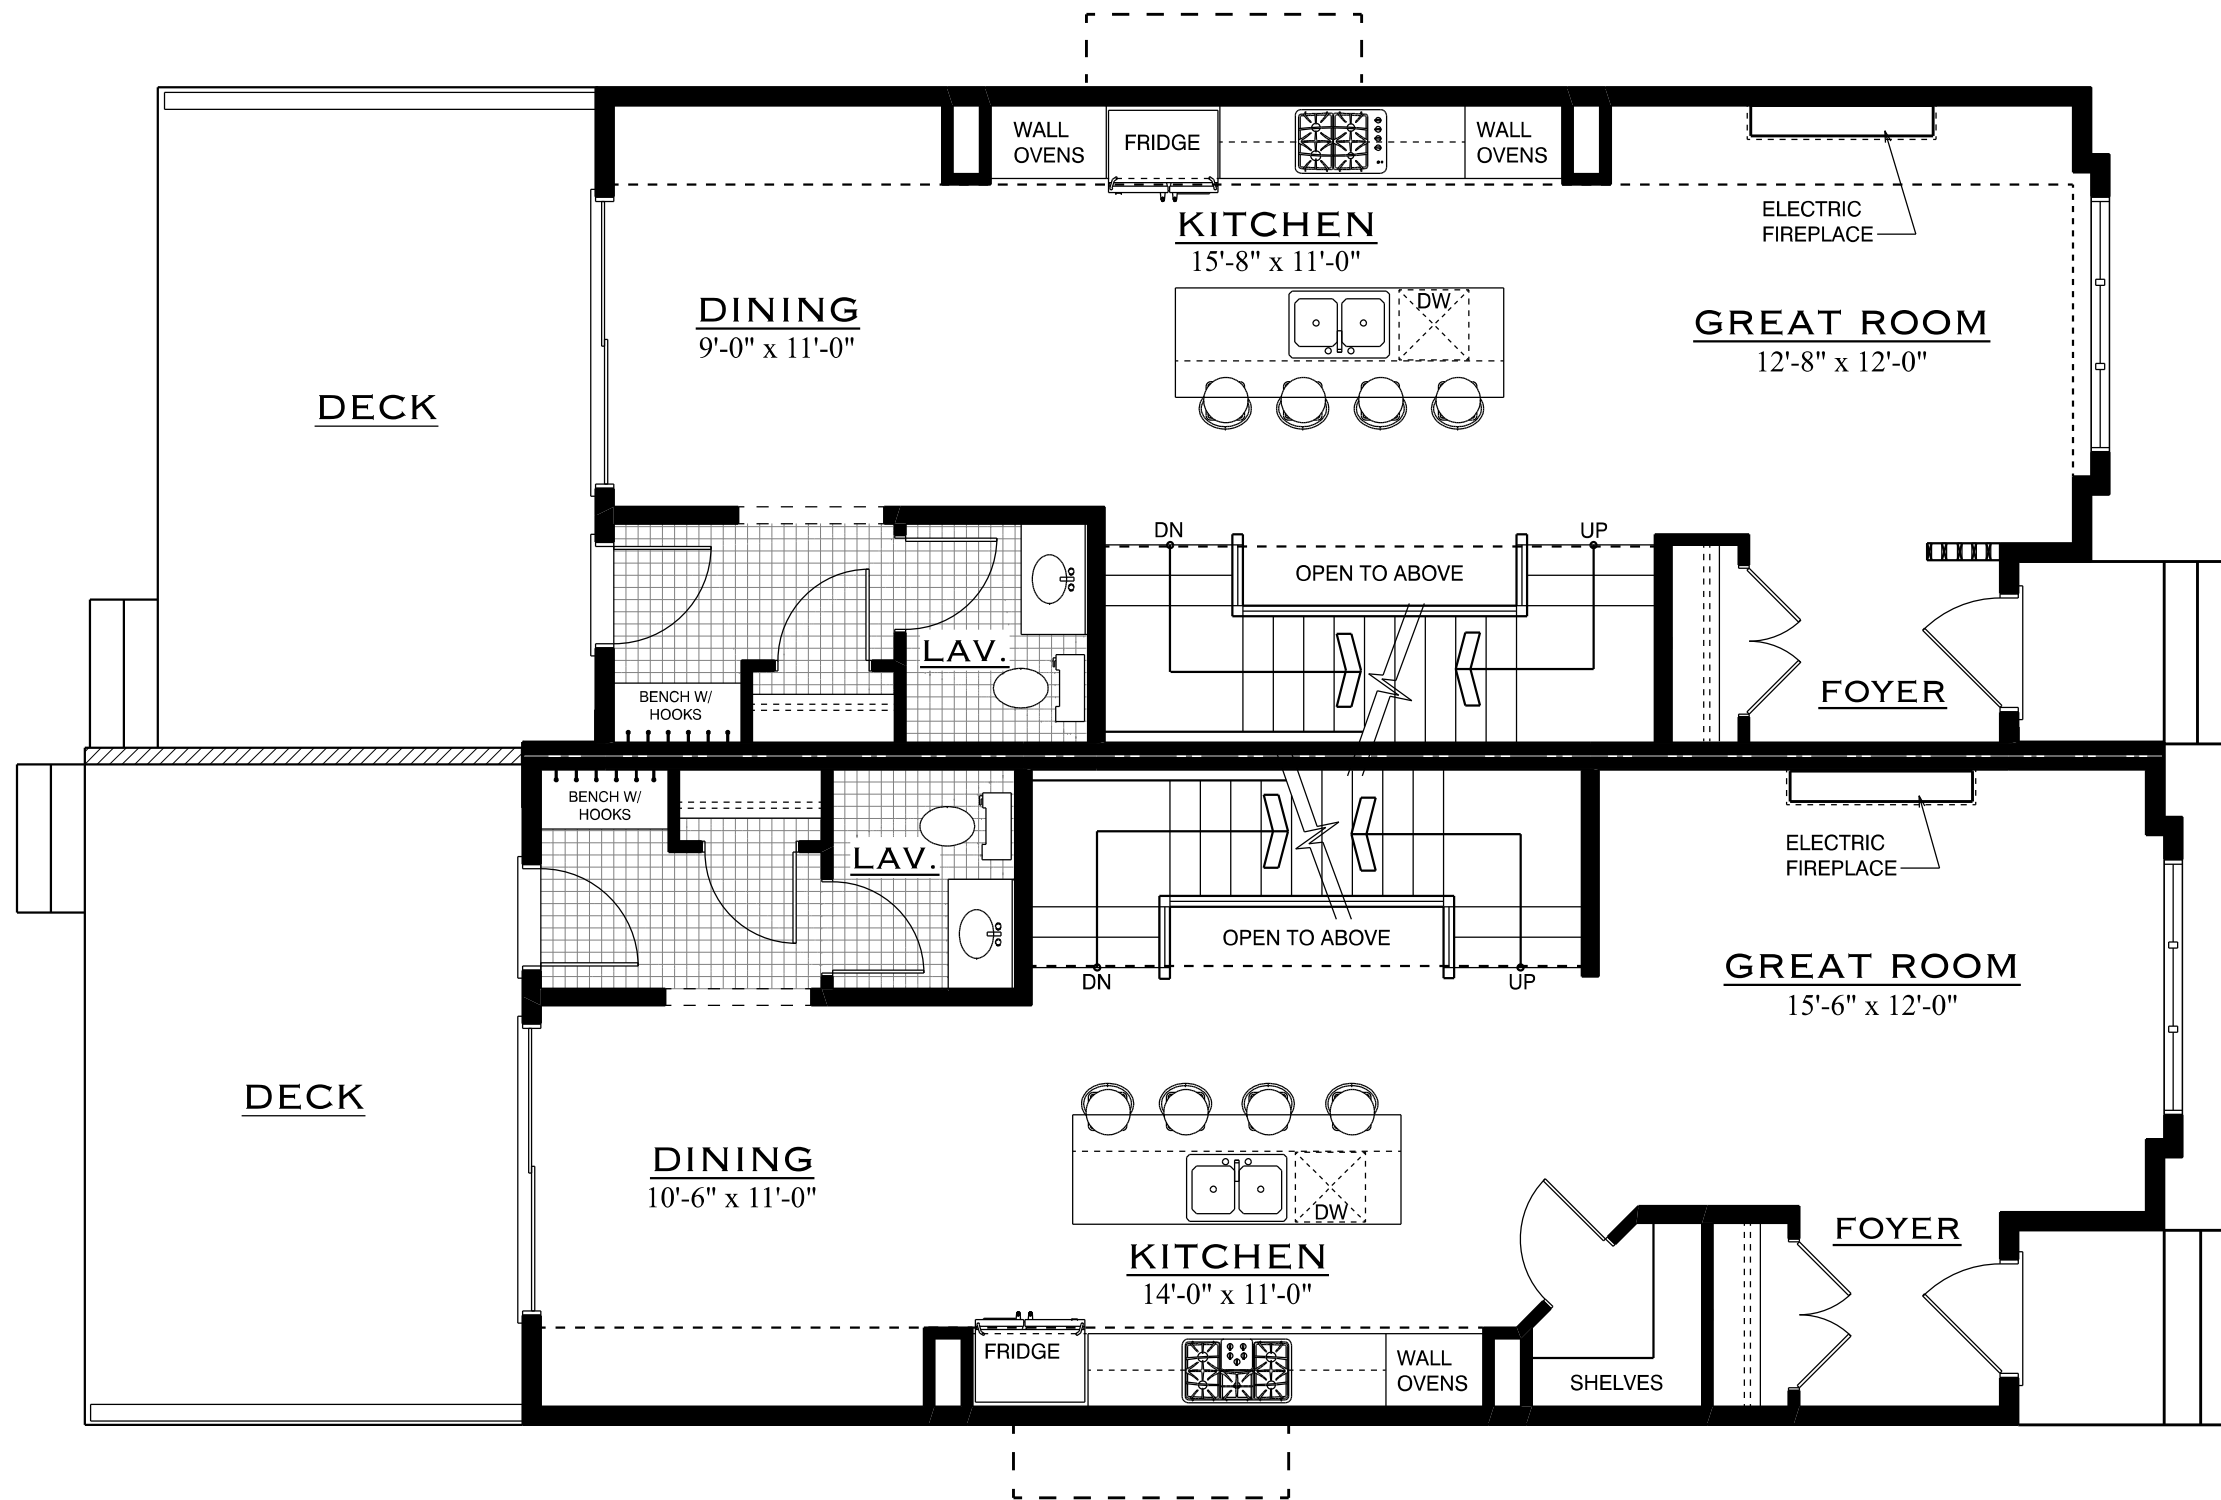 WALL
OVENS
FRIDGE
WALL
OVENS
ELECTRIC
FIREPLACE
KITCHEN
15'-8" x 11'-0"
DINING
9'-0" x 11'-0"
DW
GREAT ROOM
12'-8" x 12'-0"
DECK
DN
OPEN TO ABOVE
UP
LAV.
FOYER
BENCH W/
HOOKS
BENCH W/
HOOKS
LAV.
ELECTRIC
FIREPLACE
OPEN TO ABOVE
DN
UP
GREAT ROOM
15'-6" x 12'-0"
DECK
DINING
10'-6" x 11'-0"
DW
FOYER
KITCHEN
14'-0" x 11'-0"
FRIDGE
WALL
OVENS
SHELVES